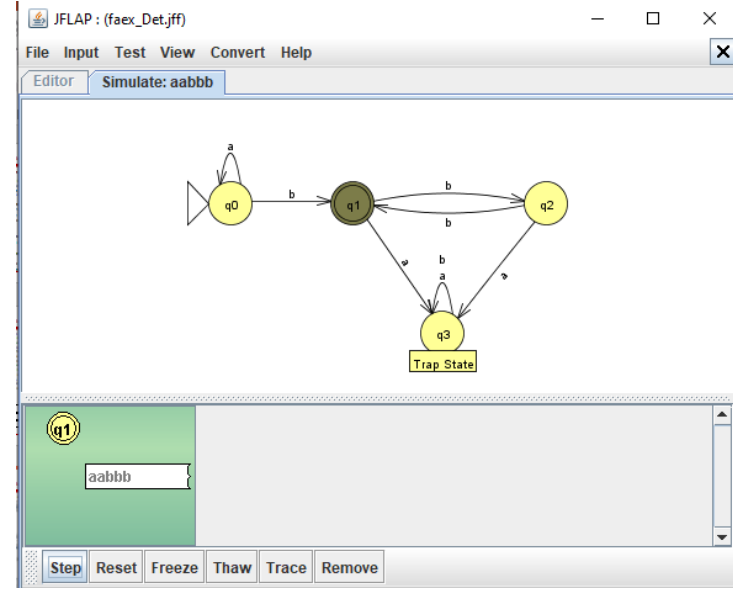 JFLAP : (faex_Det.jff)
File Input Test View Convert Help
Editor Simulate: aabbb
a
b
b
q0
q1
q2
b
a
b
a
a
q3
Trap State
q1
aabbb
Step Reset Freeze Thaw Trace Remove